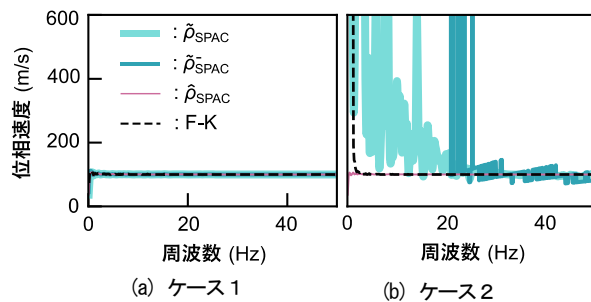 600
400
200
0
位相速度 (m/s)
: ρ̃SPAC
: ρ̃⁻SPAC
: ρ̂SPAC
: F-K
0 20 40 0 20 40
周波数 (Hz) 周波数 (Hz)
(a) ケース1 (b) ケース2